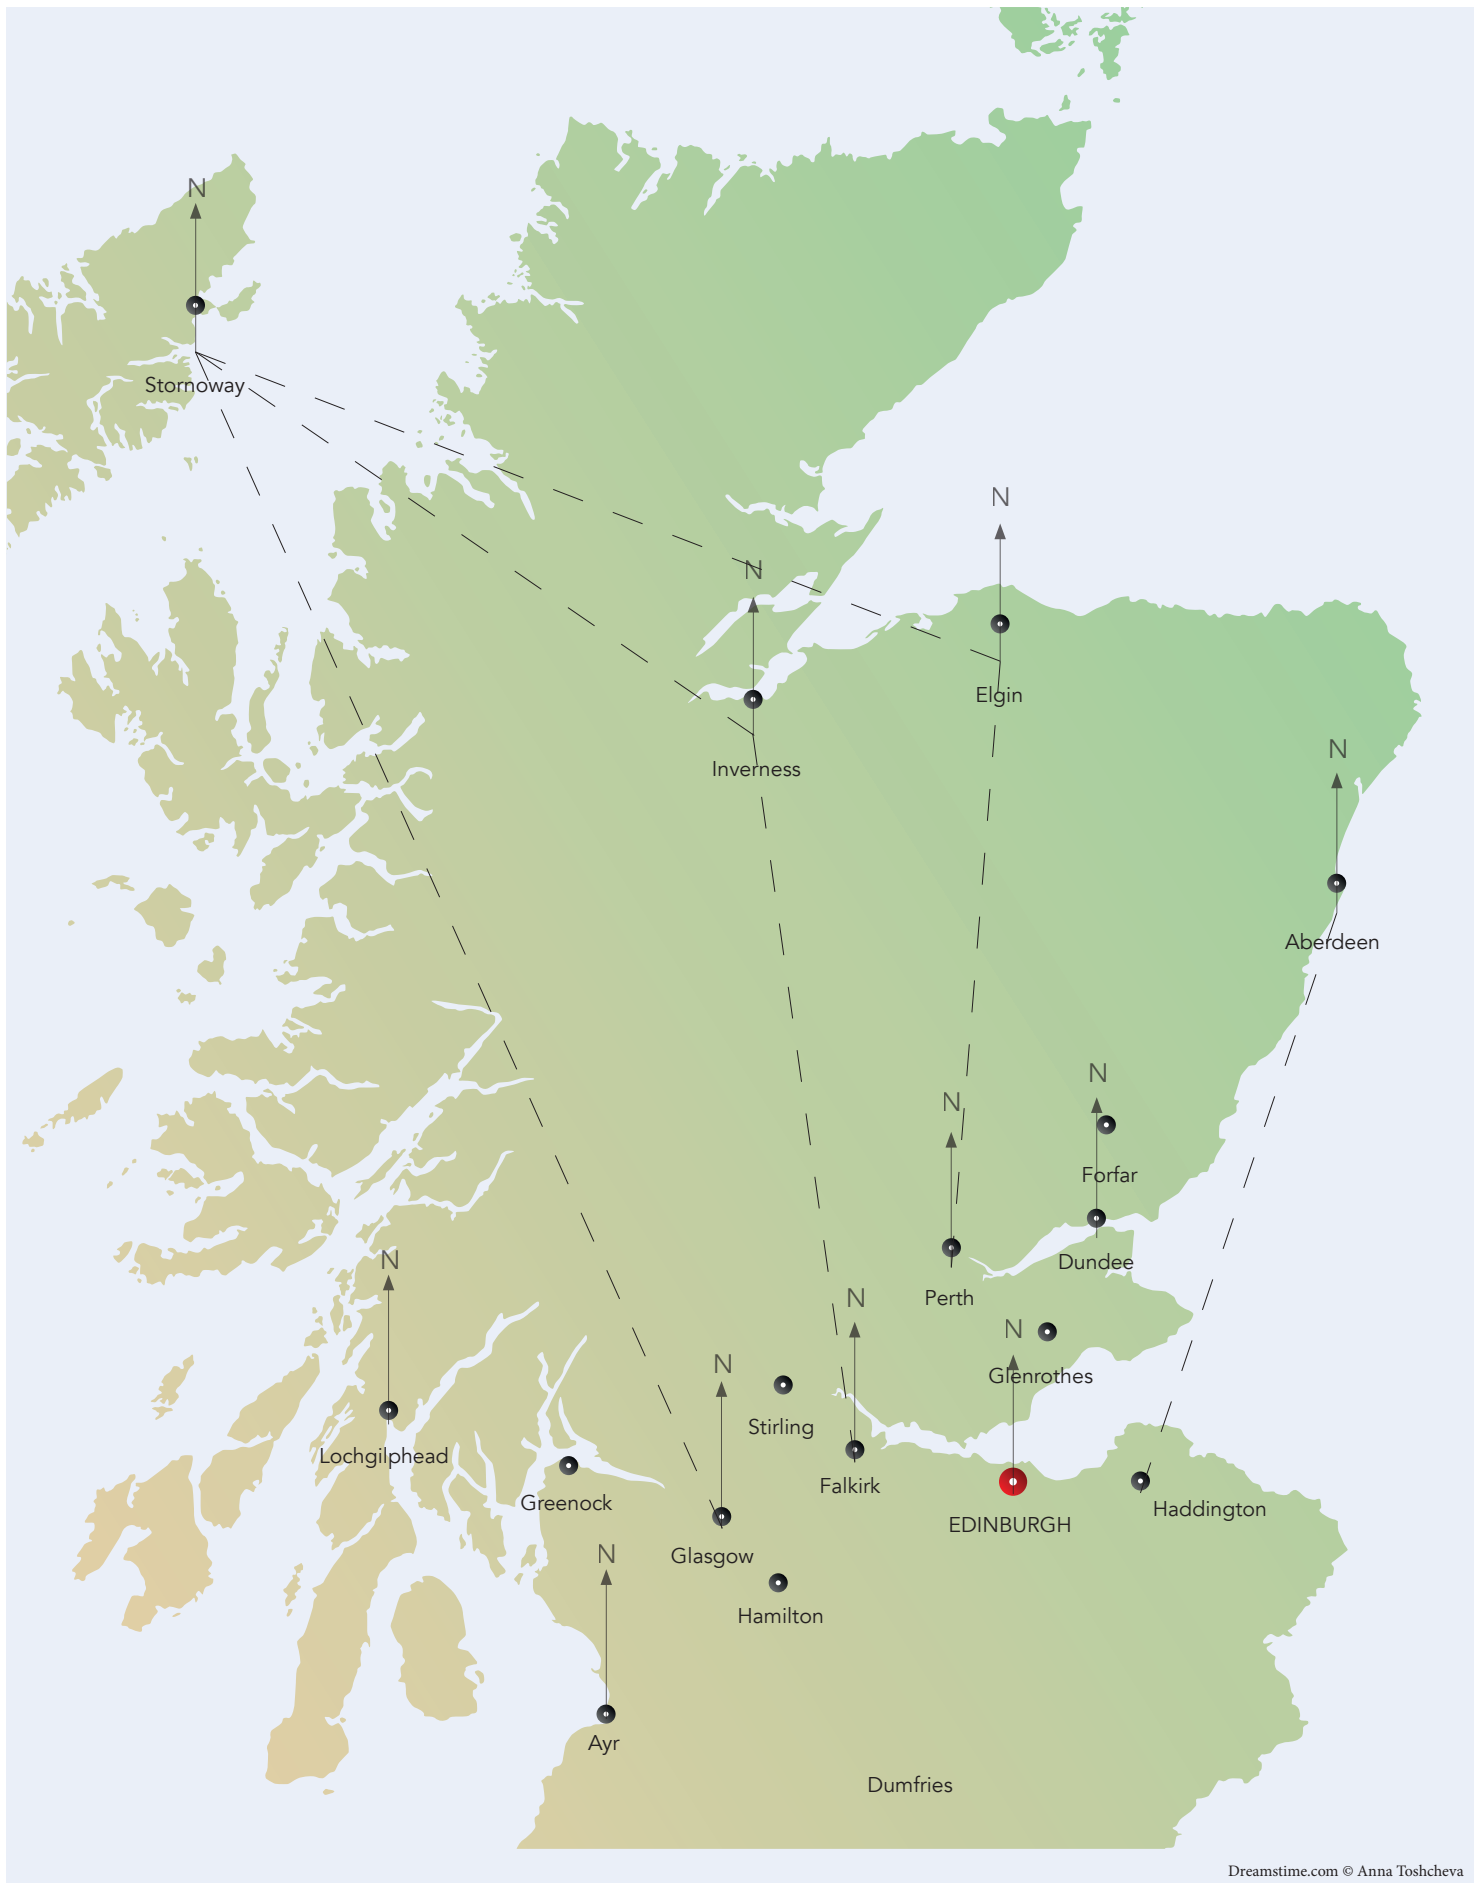 N
Stornoway
N
Elgin
N
Inverness
N
Aberdeen
N
Forfar
N
Dundee
Perth
N
Lochgilphead
N
Glenrothes
N
Stirling
N
Falkirk
Greenock
EDINBURGH
Haddington
Glasgow
N
Hamilton
Ayr
Dumfries
Dreamstime.com © Anna Toshcheva